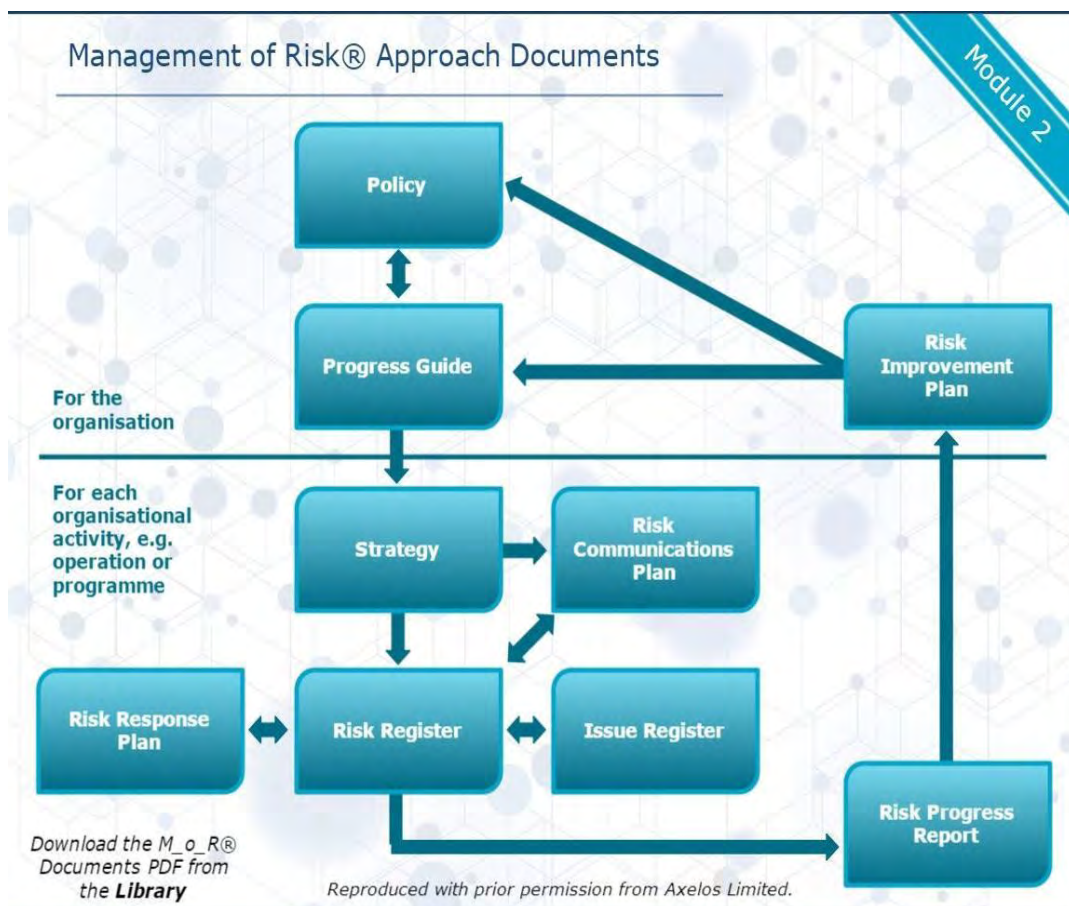 Management of Risk® Approach Documents
Module 2
Policy
Progress Guide
Risk
Improvement
Plan
For the
organisation
For each
organisational
activity, e.g.
operation or
programme
Strategy
Risk
Communications
Plan
Risk Response
Plan
Risk Register
Issue Register
Risk Progress
Report
Download the M_o_R®
Documents PDF from
the Library
Reproduced with prior permission from Axelos Limited.